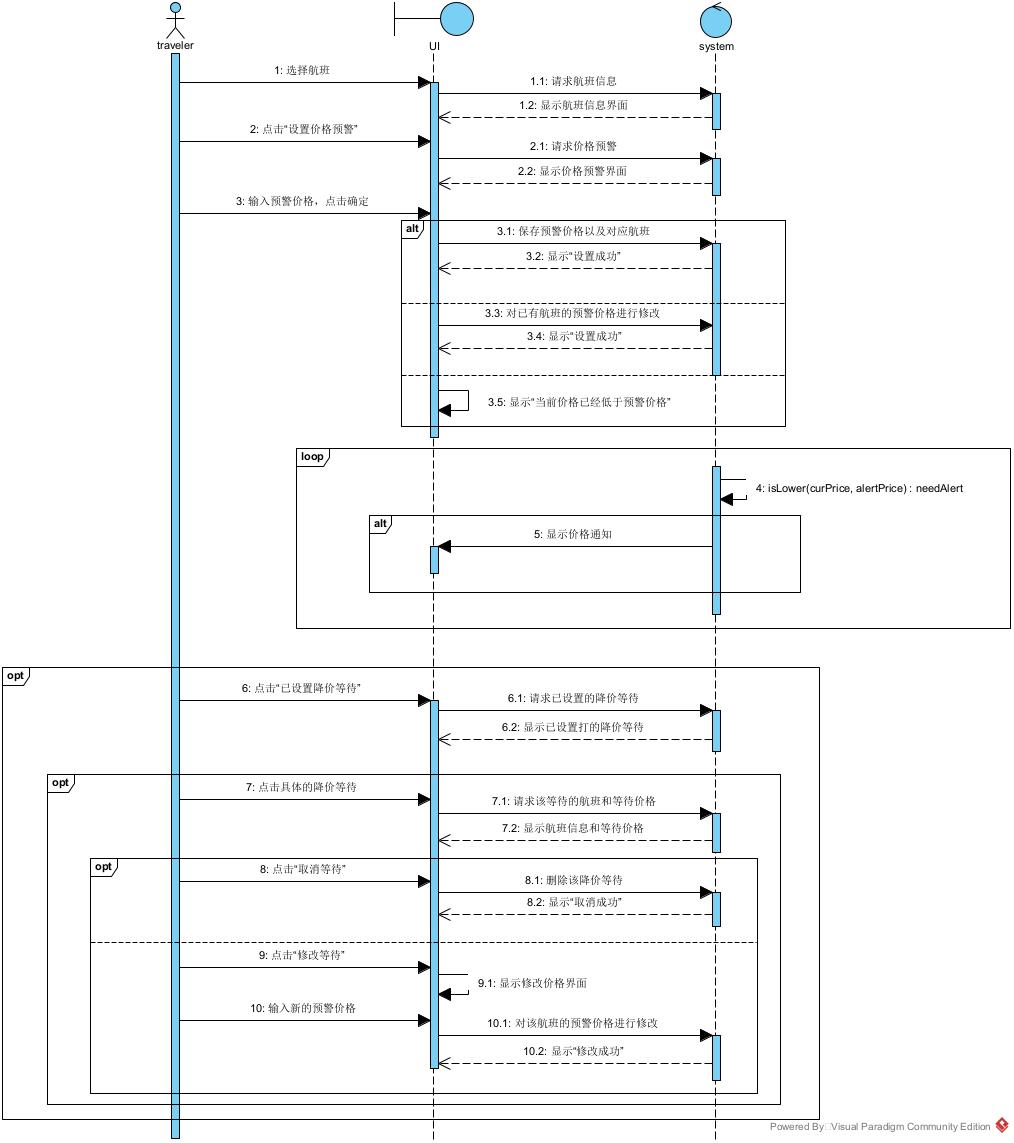 traveler
UI
system
1: 选择航班
1.1: 请求航班信息
1.2: 显示航班信息界面
2: 点击“设置价格预警”
2.1: 请求价格预警
2.2: 显示价格预警界面
3: 输入预警价格，点击确定
alt
3.1: 保存预警价格以及对应航班
3.2: 显示“设置成功”
3.3: 对已有航班的预警价格进行修改
3.4: 显示“设置成功”
3.5: 显示“当前价格已经低于预警价格”
loop
4: isLower(curPrice, alertPrice) : needAlert
alt
5: 显示价格通知
opt
6: 点击“已设置降价等待”
6.1: 请求已设置的降价等待
6.2: 显示已设置打的降价等待
opt
7: 点击具体的降价等待
7.1: 请求该等待的航班和等待价格
7.2: 显示航班信息和等待价格
opt
8: 点击“取消等待”
8.1: 删除该降价等待
8.2: 显示“取消成功”
9: 点击“修改等待”
9.1: 显示修改价格界面
10: 输入新的预警价格
10.1: 对该航班的预警价格进行修改
10.2: 显示“修改成功”
Powered By Visual Paradigm Community Edition